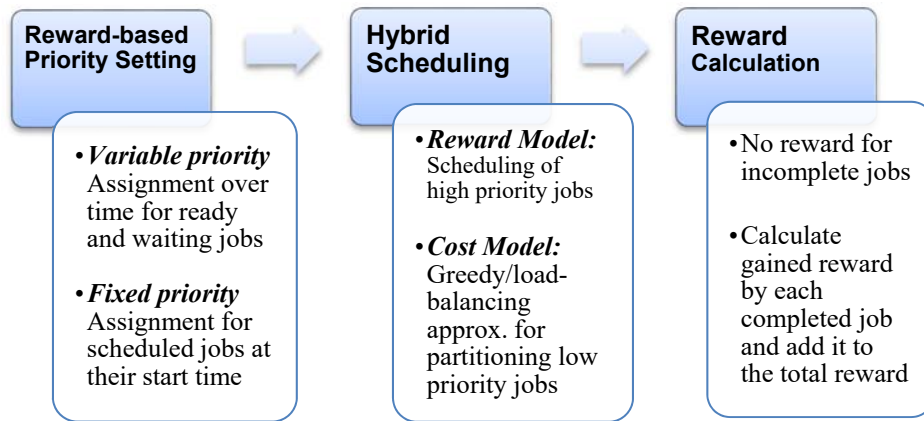 Reward-based
Priority Setting
• Variable priority
Assignment over
time for ready
and waiting jobs
• Fixed priority
Assignment for
scheduled jobs at
their start time
Hybrid
Scheduling
• Reward Model:
Scheduling of
high priority jobs
• Cost Model:
Greedy/load-
balancing
approx. for
partitioning low
priority jobs
Reward
Calculation
• No reward for
incomplete jobs
• Calculate
gained reward
by each
completed job
and add it to
the total reward